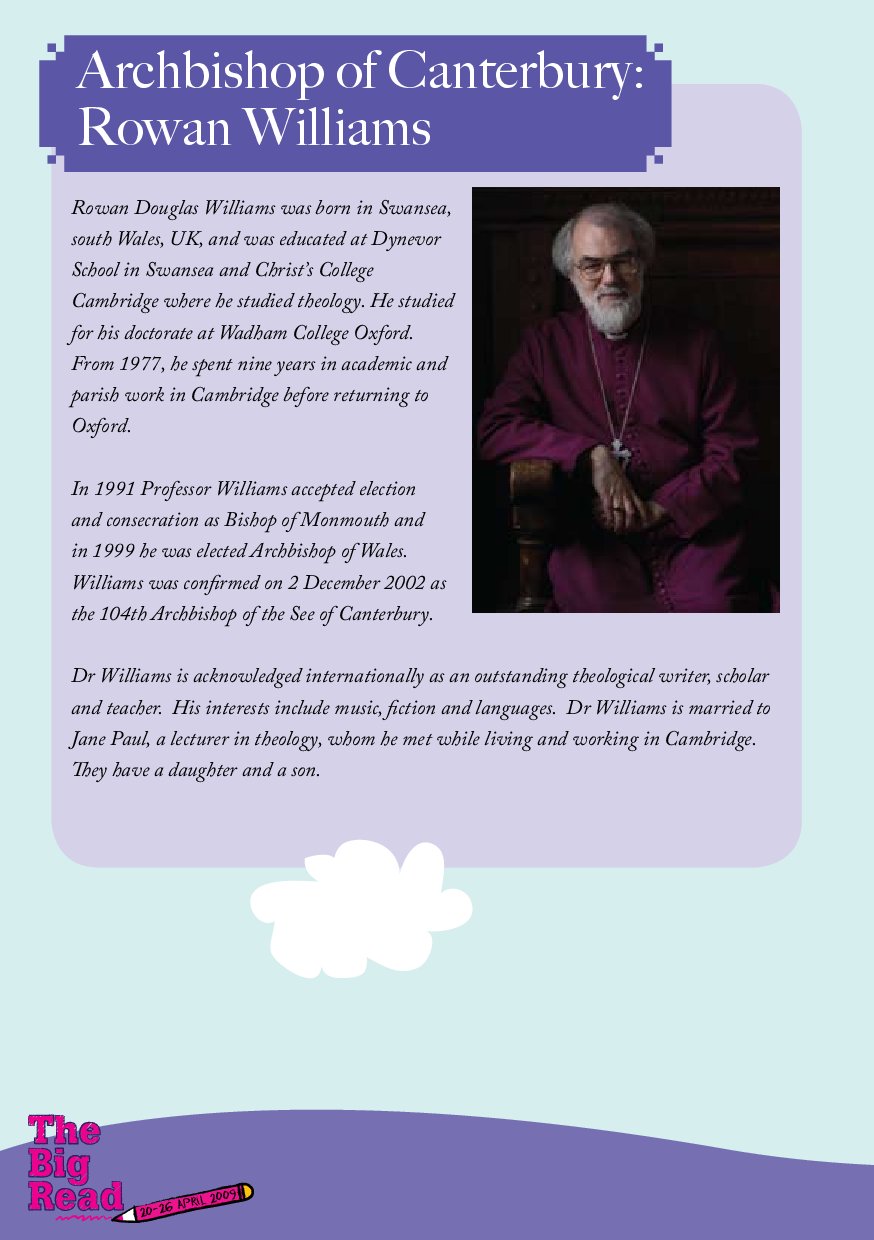 Archbishop of Canterbury:
Rowan Williams
Rowan Douglas Williams was born in Swansea,
south Wales, UK, and was educated at Dynevor
School in Swansea and Christ's College
Cambridge where he studied theology. He studied
for his doctorate at Wadham College Oxford.
From 1977, he spent nine years in academic and
parish work in Cambridge before returning to
Oxford.
In 1991 Professor Williams accepted election
and consecration as Bishop of Monmouth and
in 1999 he was elected Archbishop of Wales.
Williams was confirmed on 2 December 2002 as
the 104th Archbishop of the See of Canterbury.
Dr Williams is acknowledged internationally as an outstanding theological writer, scholar
and teacher.  His interests include music, fiction and languages.  Dr Williams is married to
Jane Paul, a lecturer in theology, whom he met while living and working in Cambridge.
They have a daughter and a son.
The
Big
Read
20-26 APRIL 2009